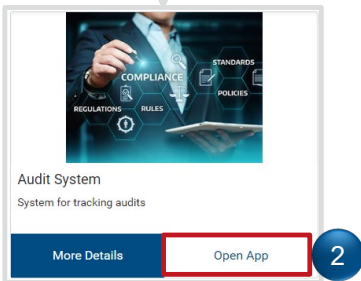 STANDARDS
COMPLIANCE
POLICIES
REGULATIONS RULES
Audit System
System for tracking audits
More Details Open App 2